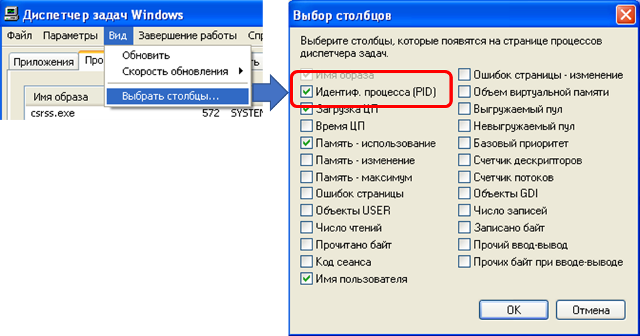 Диспетчер задач Windows
Файл Параметры Вид Завершение работы Спр
Приложения Про
Обновить
Скорость обновления
Выбрать столбцы...
Имя образа
csrss.exe 572 SYSTEM
Выбор столбцов
Выберите столбцы, которые появятся на странице процессов
диспетчера задач.
Имя образа
Идентиф. процесса (PID)
Загрузка ЦП
Время ЦП
Память - использование
Память - изменение
Память - максимум
Ошибок страницы
Объекты USER
Число чтений
Прочитано байт
Код сеанса
Имя пользователя
Ошибок страницы - изменение
Объем виртуальной памяти
Выгружаемый пул
Невыгружаемый пул
Базовый приоритет
Счетчик дескрипторов
Счетчик потоков
Объекты GDI
Число записей
Записано байт
Прочий ввод-вывод
Прочих байт при вводе-выводе
OK Отмена